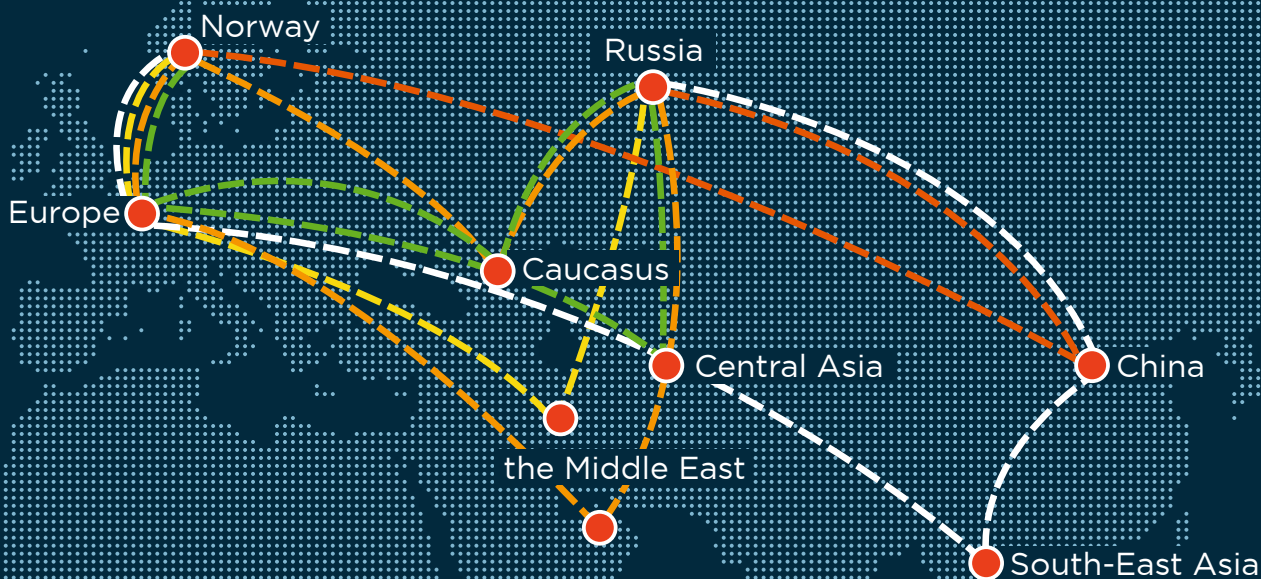 Norway
Russia
Europe
Caucasus
Central Asia
China
the Middle East
South-East Asia